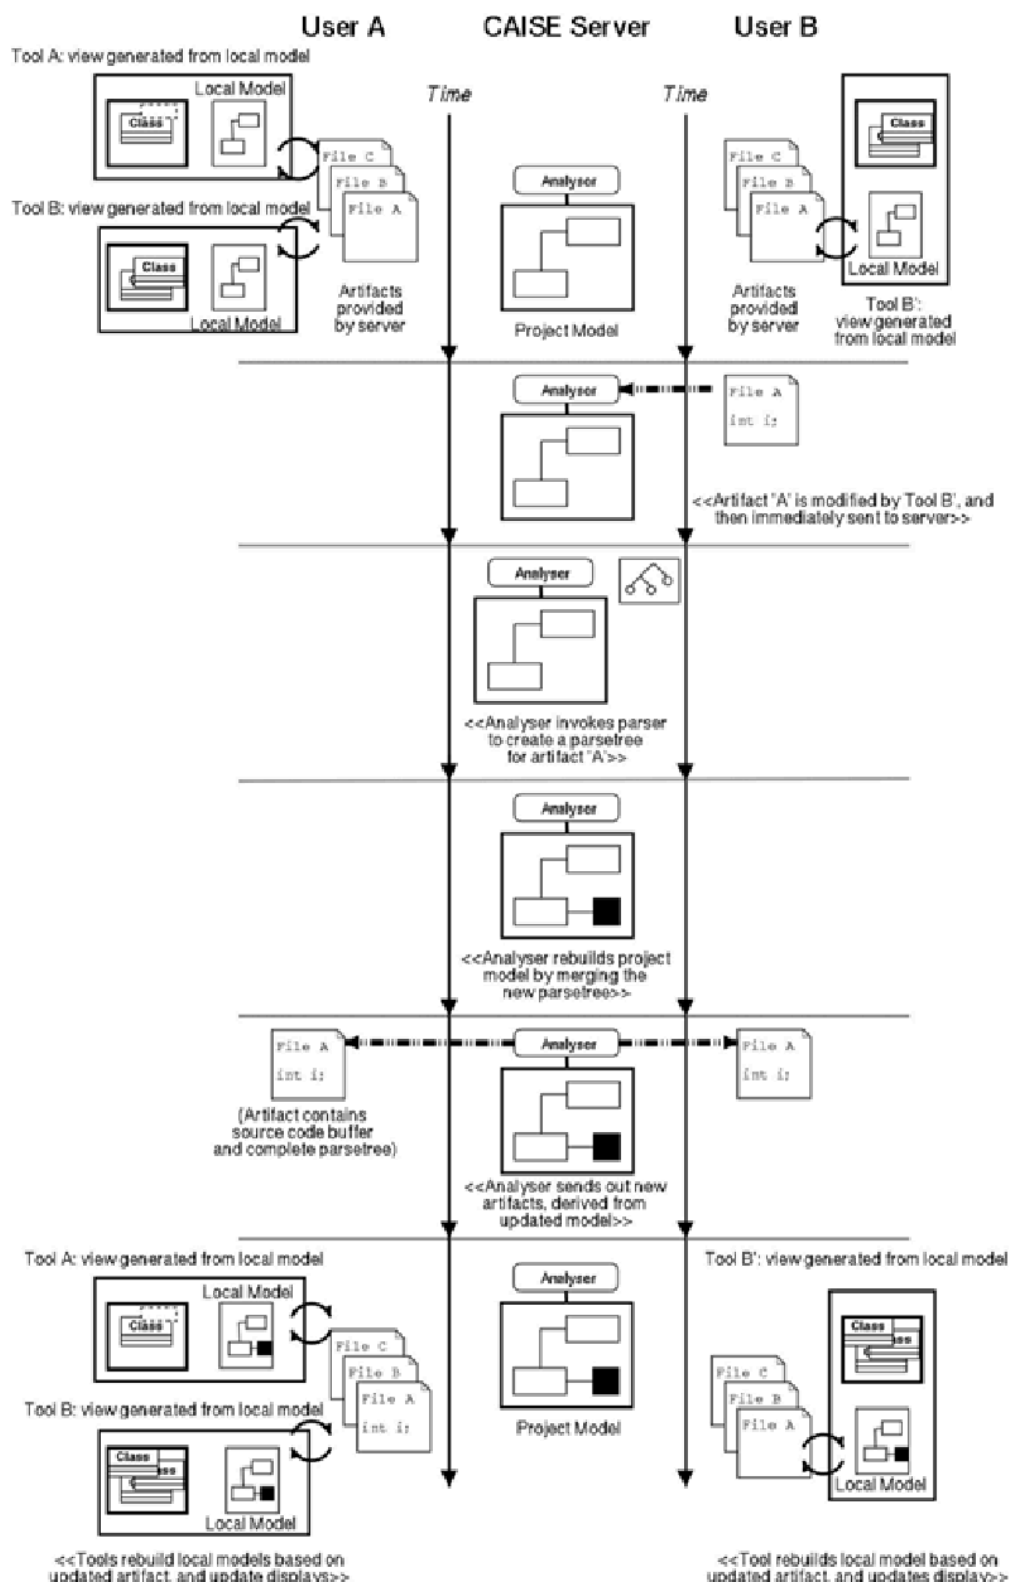 User A
CAISE Server
User B
Tool A: view generated from local model
Local Model
Class
File C
File B
File A
Tool B: view generated from local model
Class
Local Model
Artifacts
provided
by server
Time
Analyser
Project Model
Time
File C
File B
File A
Artifacts
provided
by server
Class
Local Model
Tool B':
view generated
from local model
Analyser
File A
int i;
<<Artifact 'A' is modified by Tool B', and
then immediately sent to server>>
Analyser
<<Analyser invokes parser
to create a parsetree
for artifact 'A'>>
Analyser
<<Analyser rebuilds project
model by merging the
new parsetree>>
File A
int i;
(Artifact contains
source code buffer
and complete parsetree)
Analyser
File A
int i;
<<Analyser sends out new
artifacts, derived from
updated model>>
Tool A: view generated from local model
Local Model
Class
File C
File B
File A
int i;
Tool B: view generated from local model
Class
ss
Local Model
<<Tools rebuild local models based on
updated artifact, and update displays>>
Analyser
Project Model
Tool B': view generated from local model
Class
ss
File C
File B
File A
Local Model
<<Tool rebuilds local model based on
updated artifact, and updates display>>